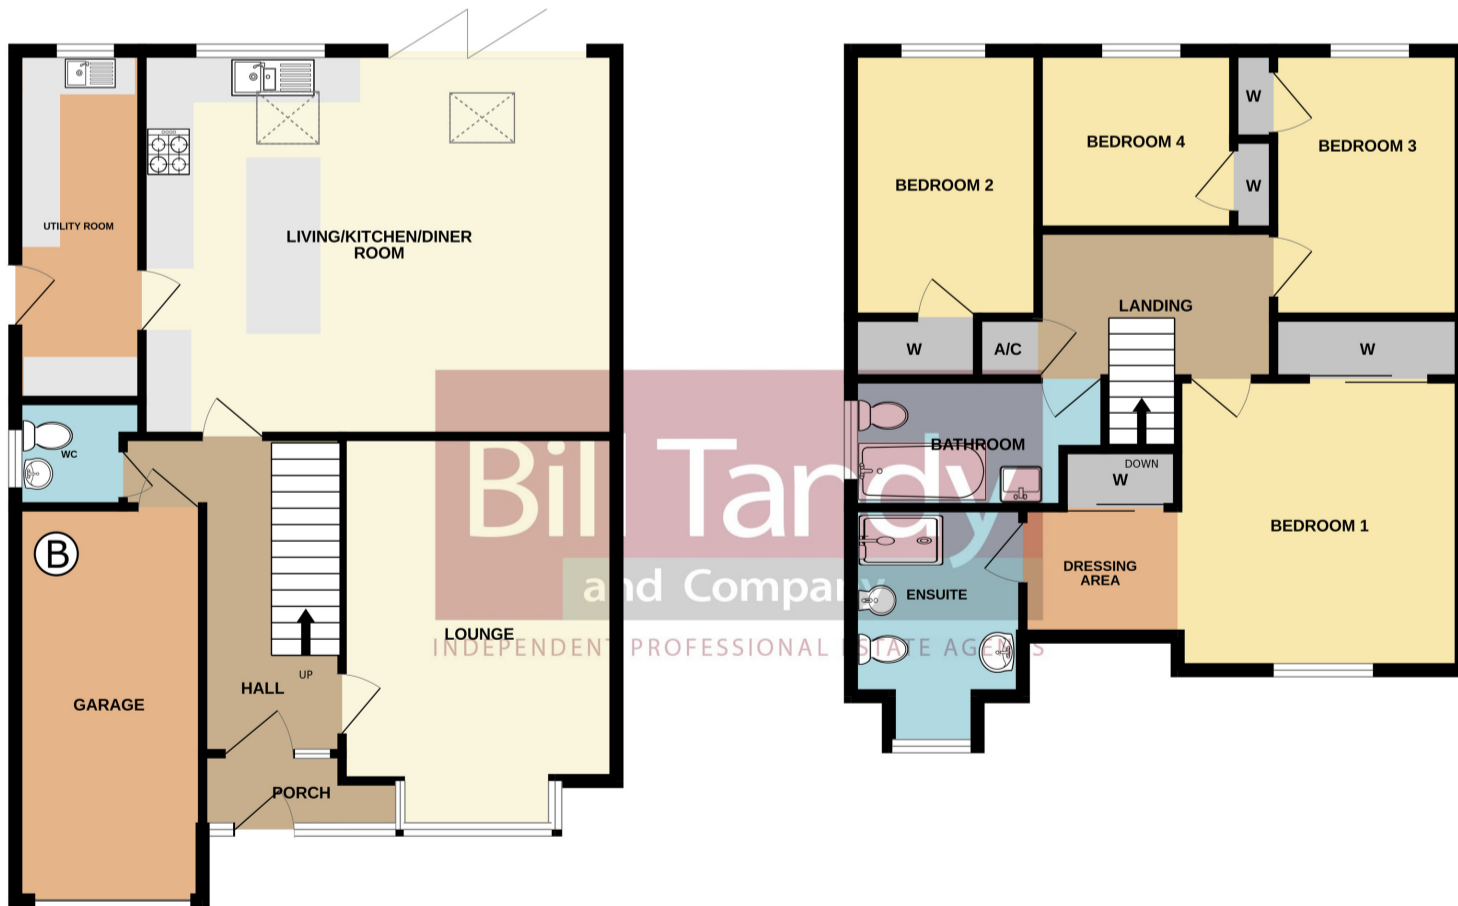 UTILITY ROOM
LIVING/KITCHEN/DINER
ROOM
WC
B
GARAGE
HALL
UP
PORCH
LOUNGE
BEDROOM 2
BEDROOM 4
BEDROOM 3
W
W
LANDING
W
A/C
W
BATHROOM
DOWN
W
BEDROOM 1
DRESSING
AREA
ENSUITE
Bill Tandy
and Company
INDEPENDENT PROFESSIONAL ESTATE AGENTS